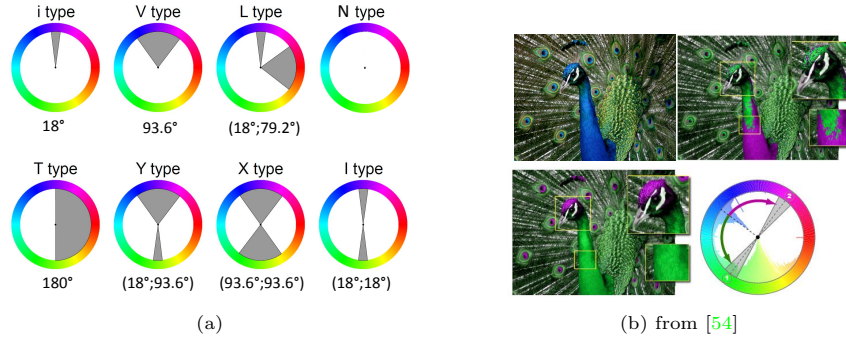 i type V type L type N type
18° 93.6° (18°;79.2°)
T type Y type X type I type
180° (18°;93.6°) (93.6°;93.6°) (18°;18°)
(a) (b) from [54]